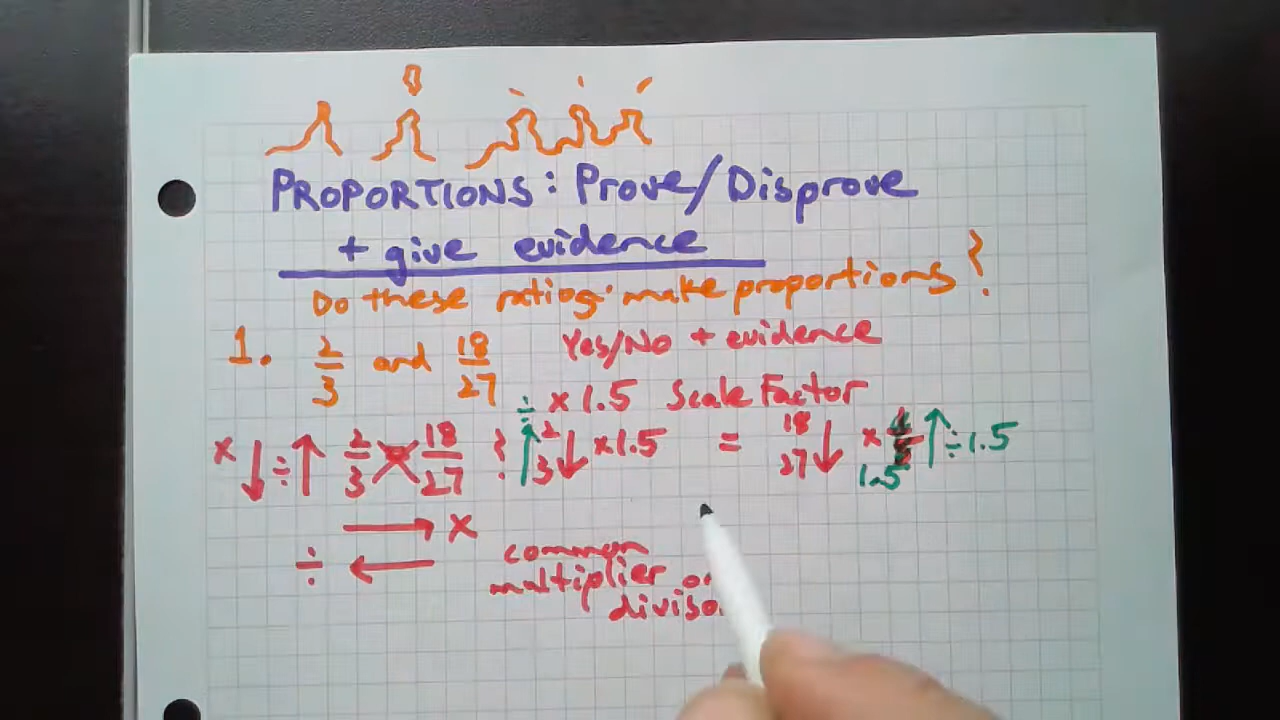 PROPORTIONS: Prove/Disprove
+ give evidence
Do these ratios make proportions?
1. 2/3 and 18/27 Yes/No + evidence
÷ × 1.5 Scale Factor
× ↓ ÷ ↑ 2/3 × 18/27 ? ↑ 2/3 ↓ × 1.5 = 18/27 ↓ × 1.5 ↑ ÷ 1.5
→ ×
÷ ←
common
multiplier or
divisor